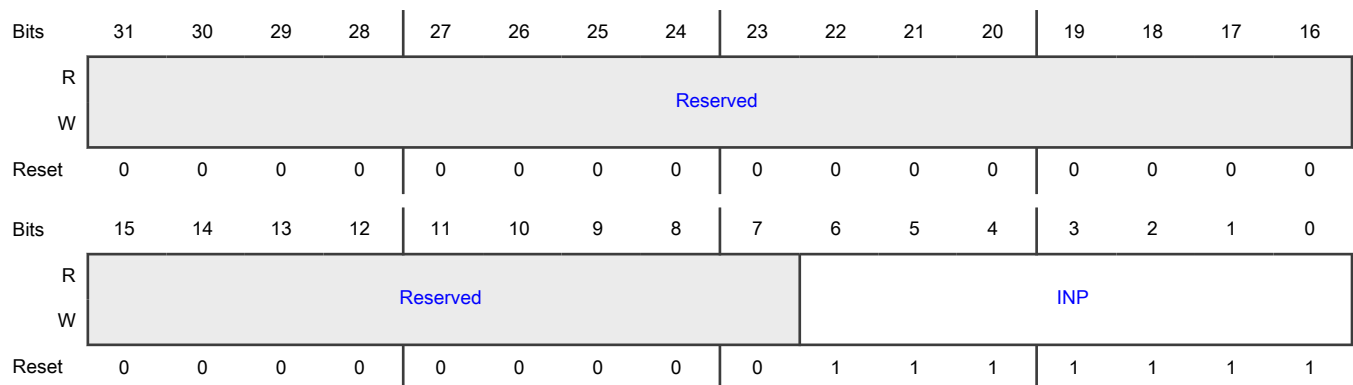 Bits 31 30 29 28 27 26 25 24 23 22 21 20 19 18 17 16
R
Reserved
W
Reset 0 0 0 0 0 0 0 0 0 0 0 0 0 0 0 0
Bits 15 14 13 12 11 10 9 8 7 6 5 4 3 2 1 0
R
Reserved INP
W
Reset 0 0 0 0 0 0 0 0 0 1 1 1 1 1 1 1